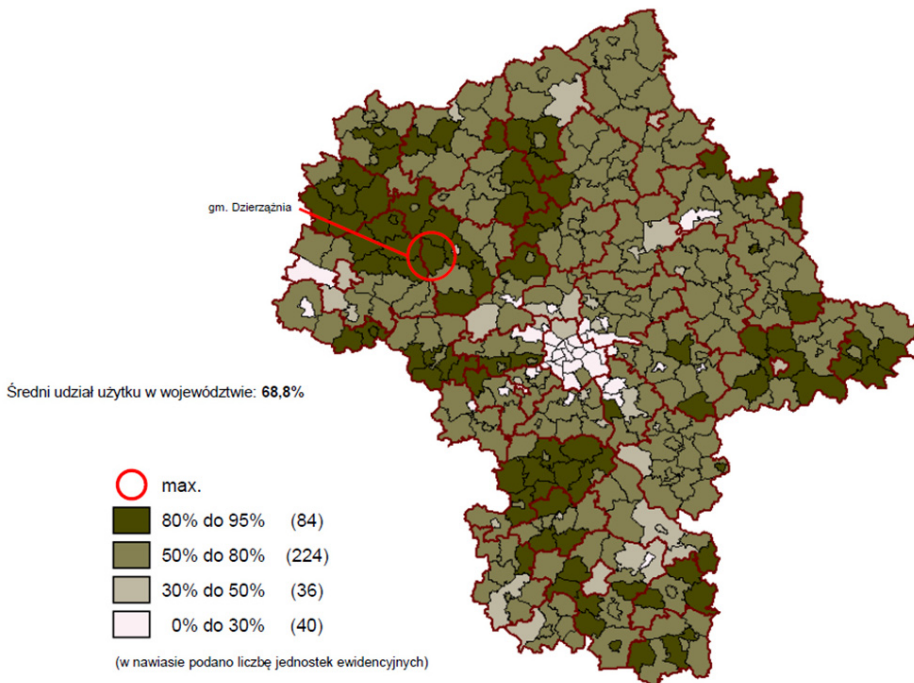 gm. Dzierzążnia
Średni udział użytku w województwie: 68,8%
max.
80% do 95% (84)
50% do 80% (224)
30% do 50% (36)
0% do 30% (40)
(w nawiasie podano liczbę jednostek ewidencyjnych)